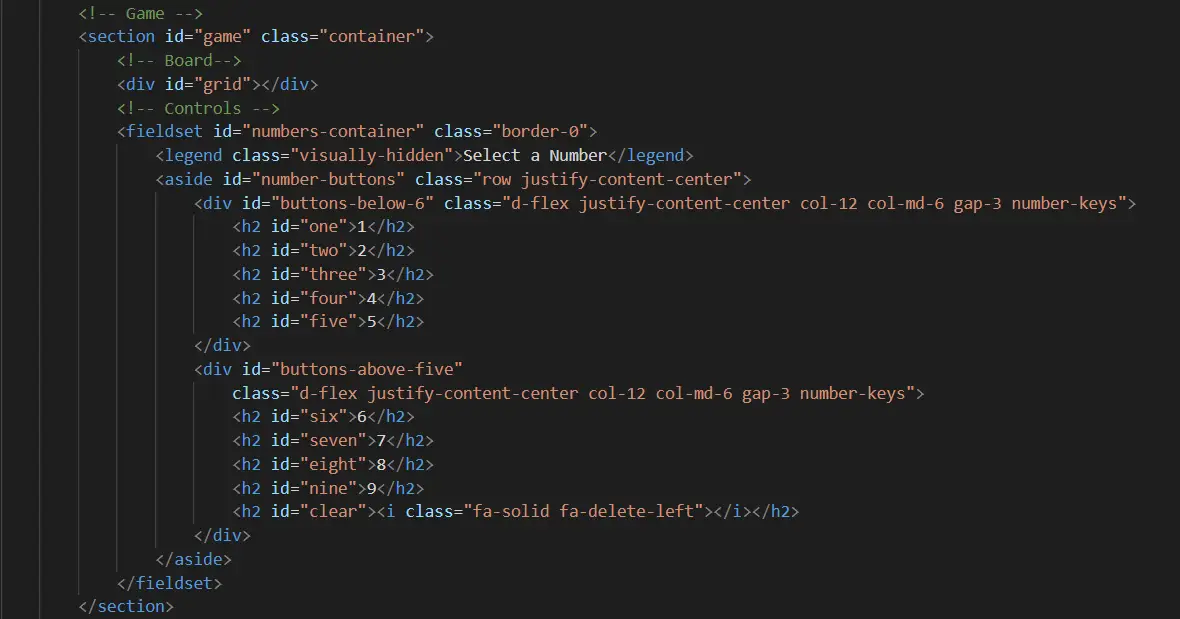 <!-- Game -->
<section id="game" class="container">
<!-- Board-->
<div id="grid"></div>
<!-- Controls -->
<fieldset id="numbers-container" class="border-0">
<legend class="visually-hidden">Select a Number</legend>
<aside id="number-buttons" class="row justify-content-center">
<div id="buttons-below-6" class="d-flex justify-content-center col-12 col-md-6 gap-3 number-keys">
<h2 id="one">1</h2>
<h2 id="two">2</h2>
<h2 id="three">3</h2>
<h2 id="four">4</h2>
<h2 id="five">5</h2>
</div>
<div id="buttons-above-five"
class="d-flex justify-content-center col-12 col-md-6 gap-3 number-keys">
<h2 id="six">6</h2>
<h2 id="seven">7</h2>
<h2 id="eight">8</h2>
<h2 id="nine">9</h2>
<h2 id="clear"><i class="fa-solid fa-delete-left"></i></h2>
</div>
</aside>
</fieldset>
</section>